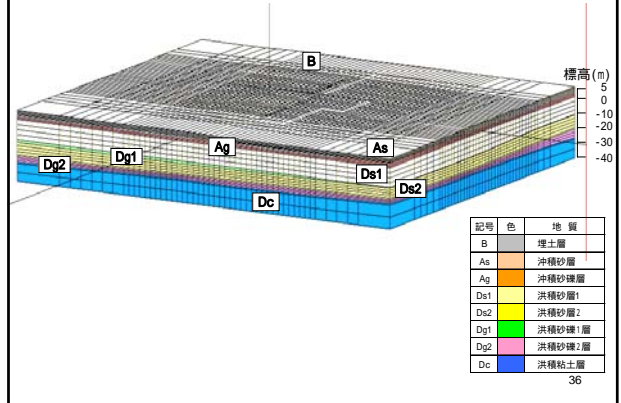 B
標高(m)
5
0
-10
-20
-30
-40
Ag
As
Dg2
Dg1
Ds1
Ds2
Dc
記号 色 地 質
B 埋土層
As 沖積砂層
Ag 沖積砂礫層
Ds1 洪積砂層1
Ds2 洪積砂層2
Dg1 洪積砂礫1層
Dg2 洪積砂礫2層
Dc 洪積粘土層
36